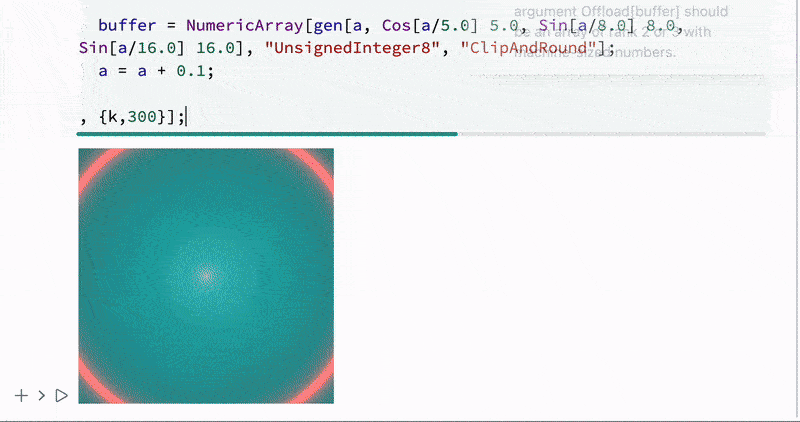 buffer = NumericArray[gen[a, Cos[a/5.0] 5.0, Sin[a/8.0] 8.0,
Sin[a/16.0] 16.0], "UnsignedInteger8", "ClipAndRound"];
a = a + 0.1;
, {k,300}];
argument Offload[buffer] should
be an array of rank 2 or 3 with
machine-sized numbers.